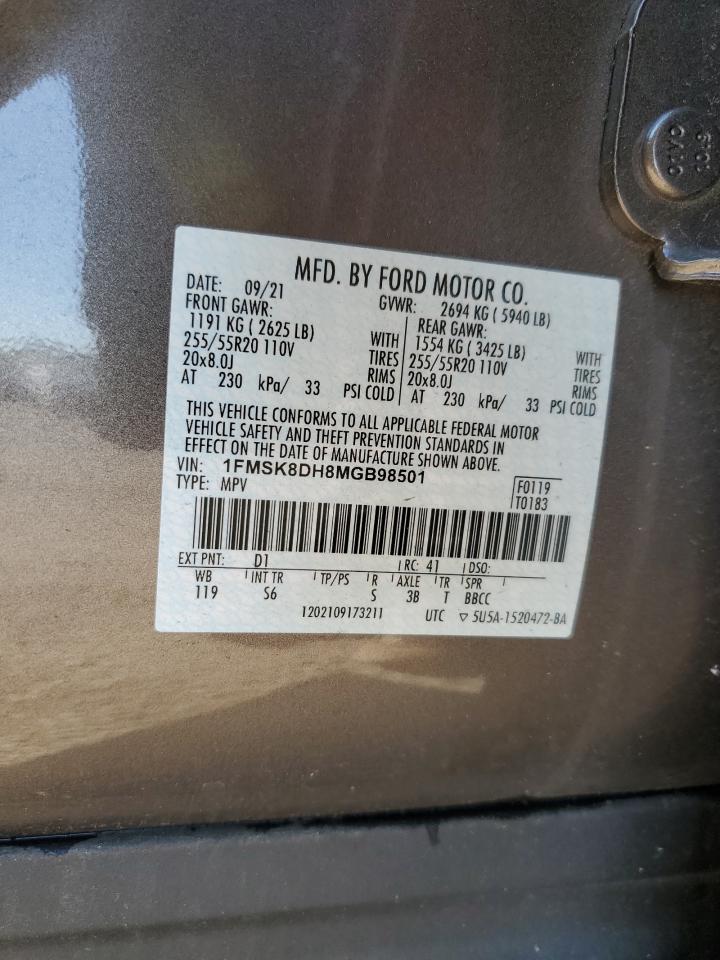 OVTO
10.9
MFD. BY FORD MOTOR CO.
DATE: 09/21 GVWR: 2694 KG ( 5940 LB)
FRONT GAWR: REAR GAWR:
1191 KG ( 2625 LB) WITH 1554 KG ( 3425 LB) WITH
255/55R20 110V TIRES 255/55R20 110V TIRES
20x8.0J RIMS 20x8.0J RIMS
AT 230 kPa/ 33 PSI COLD AT 230 kPa/ 33 PSI COLD
THIS VEHICLE CONFORMS TO ALL APPLICABLE FEDERAL MOTOR
VEHICLE SAFETY AND THEFT PREVENTION STANDARDS IN
EFFECT ON THE DATE OF MANUFACTURE SHOWN ABOVE.
VIN: 1FMSK8DH8MGB98501
TYPE: MPV
F0119
T0183
EXT PNT: D1 RC: 41 DSO:
WB INT TR TP/PS R AXLE TR SPR
119 S6 S 3B T BBCC
1202109173211 UTC ▽ 5U5A-1520472-BA